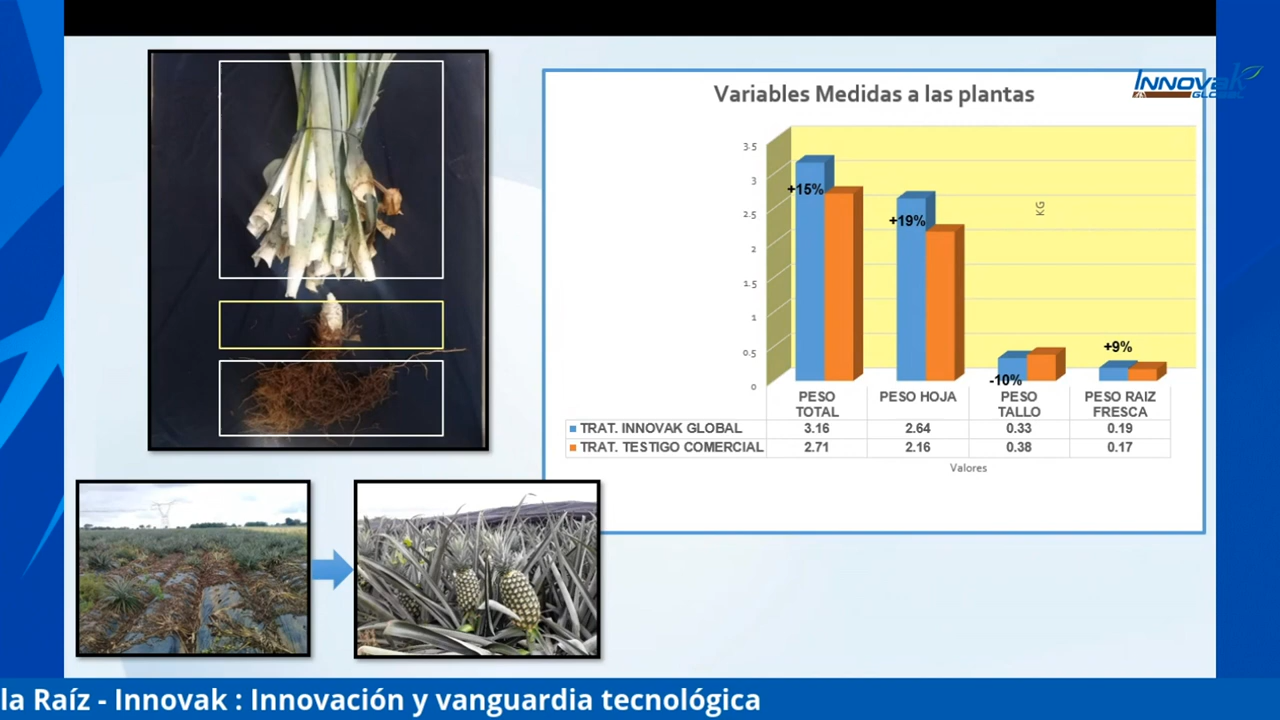 Variables Medidas a las plantas
INNOVAK
GLOBAL
3.5
3
2.5
2
1.5
1
0.5
0
+15%
+19%
-10%
+9%
KG
PESO TOTAL
PESO HOJA
PESO TALLO
PESO RAIZ FRESCA
TRAT. INNOVAK GLOBAL 3.16 2.64 0.33 0.19
TRAT. TESTIGO COMERCIAL 2.71 2.16 0.38 0.17
Valores
la Raíz - Innovak : Innovación y vanguardia tecnológica